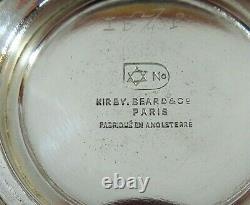 No
KIRBY, BEARD & Co
PARIS
FABRIQUÉ EN ANGLETERRE